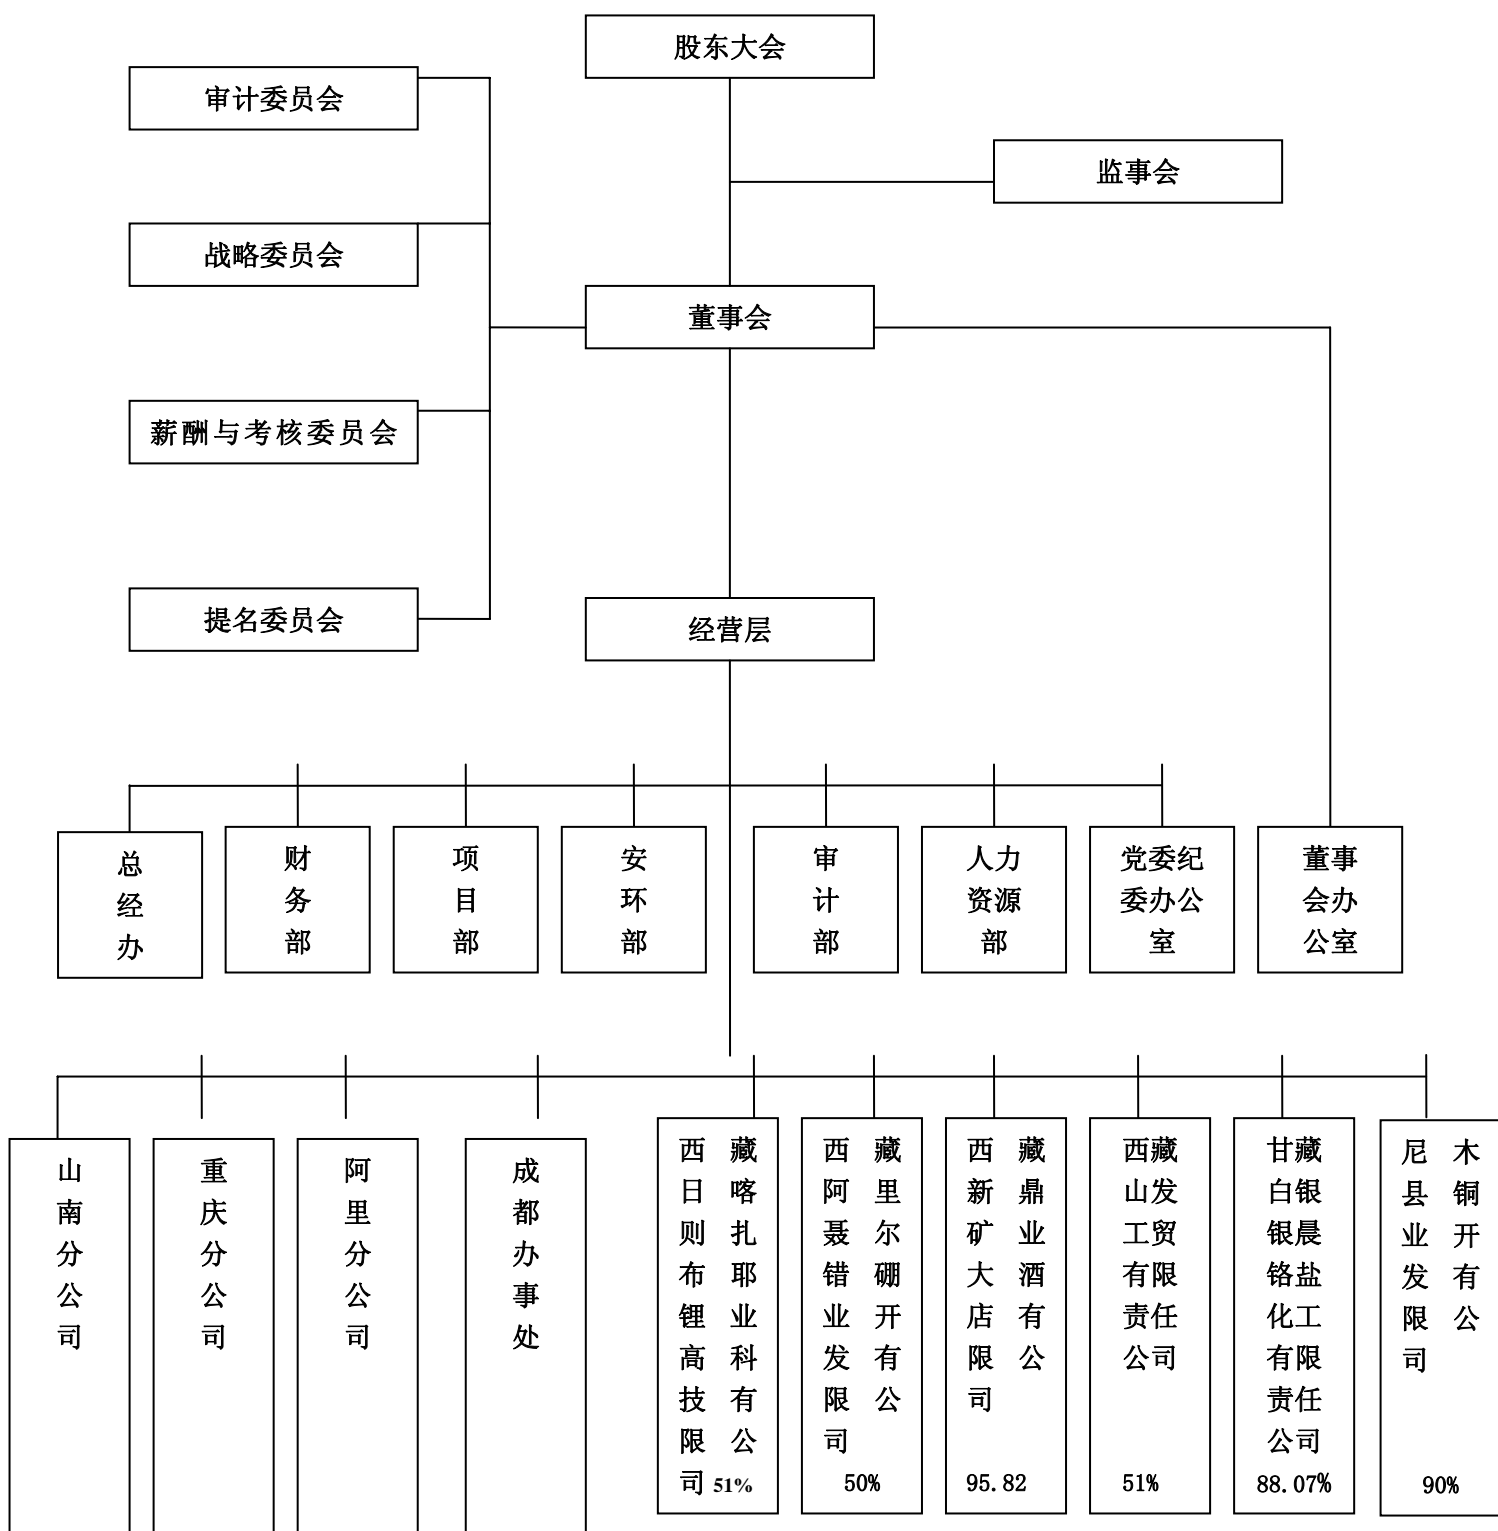 股东大会
审计委员会
监事会
战略委员会
董事会
薪酬与考核委员会
提名委员会
经营层
总
经
办
财
务
部
项
目
部
安
环
部
审
计
部
人力
资源
部
党委纪
委办公
室
董事
会办
公室
山
南
分
公
司
重
庆
分
公
司
阿
里
分
公
司
成
都
办
事
处
西藏
日喀
则扎
布耶
锂业
高科
技有
限公
司 51%
西藏
阿里
聂尔
错硼
业开
发有
限公
司
50%
西藏
新鼎
矿业
大酒
店有
限公
司
95.82
西藏
山发
工贸
有限
责任
公司
51%
甘藏
白银
银晨
铬盐
化工
有限
责任
公司
88.07%
尼木
县铜
业开
发有
限公
司
90%